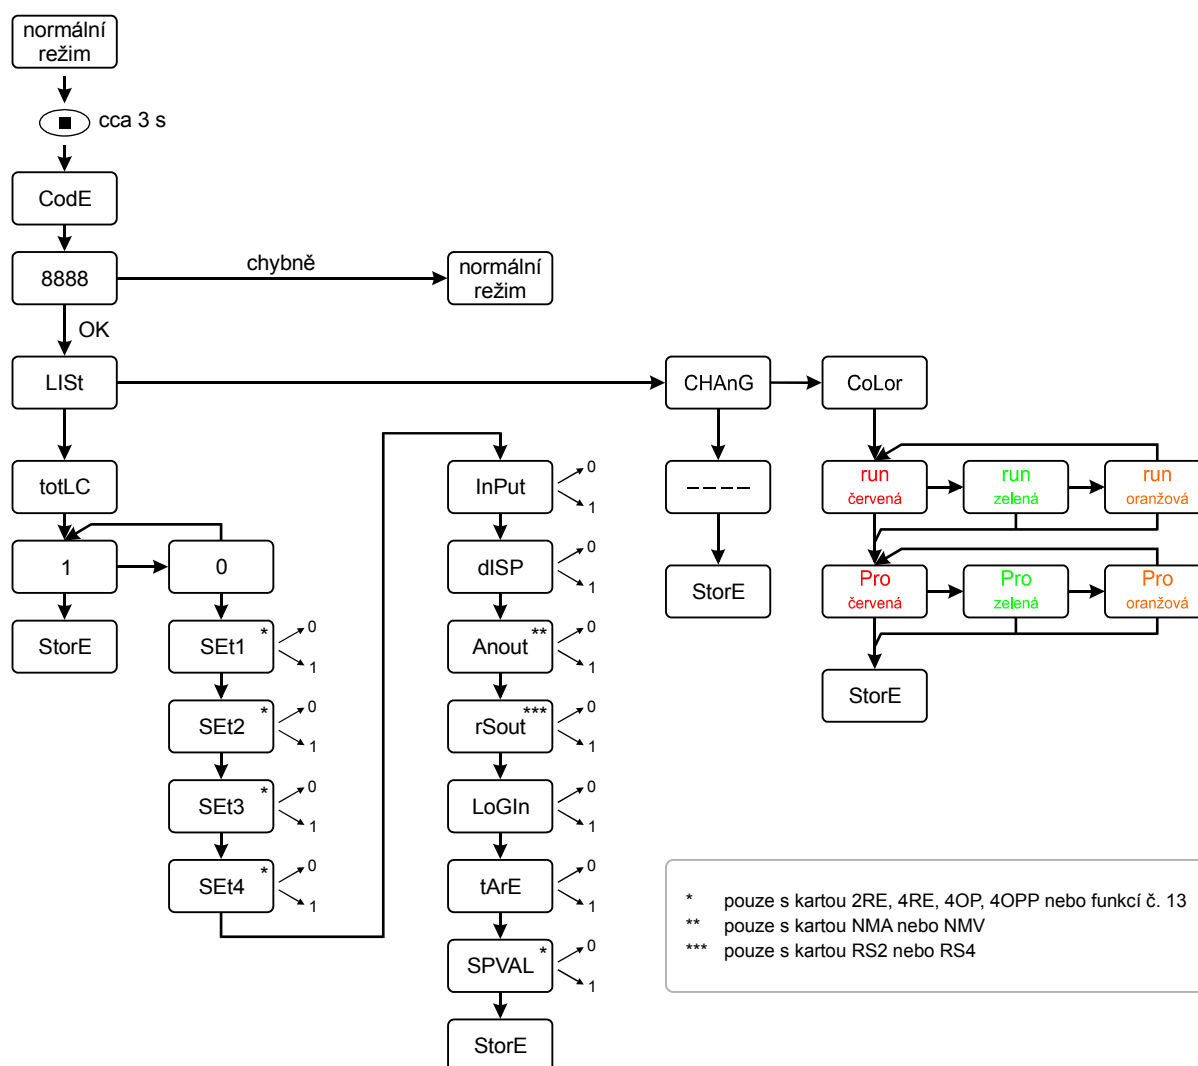 normální
režim
cca 3 s
CodE
8888
chybně
normální
režim
OK
LISt
CHAnG
CoLor
totLC
1
0
StorE
SEt1 *
0
1
SEt2 *
0
1
SEt3 *
0
1
SEt4 *
0
1
InPut
0
1
dISP
0
1
Anout **
0
1
rSout ***
0
1
LoGIn
0
1
tArE
0
1
SPVAL *
0
1
StorE
– – – –
StorE
run
červená
run
zelená
run
oranžová
Pro
červená
Pro
zelená
Pro
oranžová
StorE
* pouze s kartou 2RE, 4RE, 4OP, 4OPP nebo funkcí č. 13
** pouze s kartou NMA nebo NMV
*** pouze s kartou RS2 nebo RS4